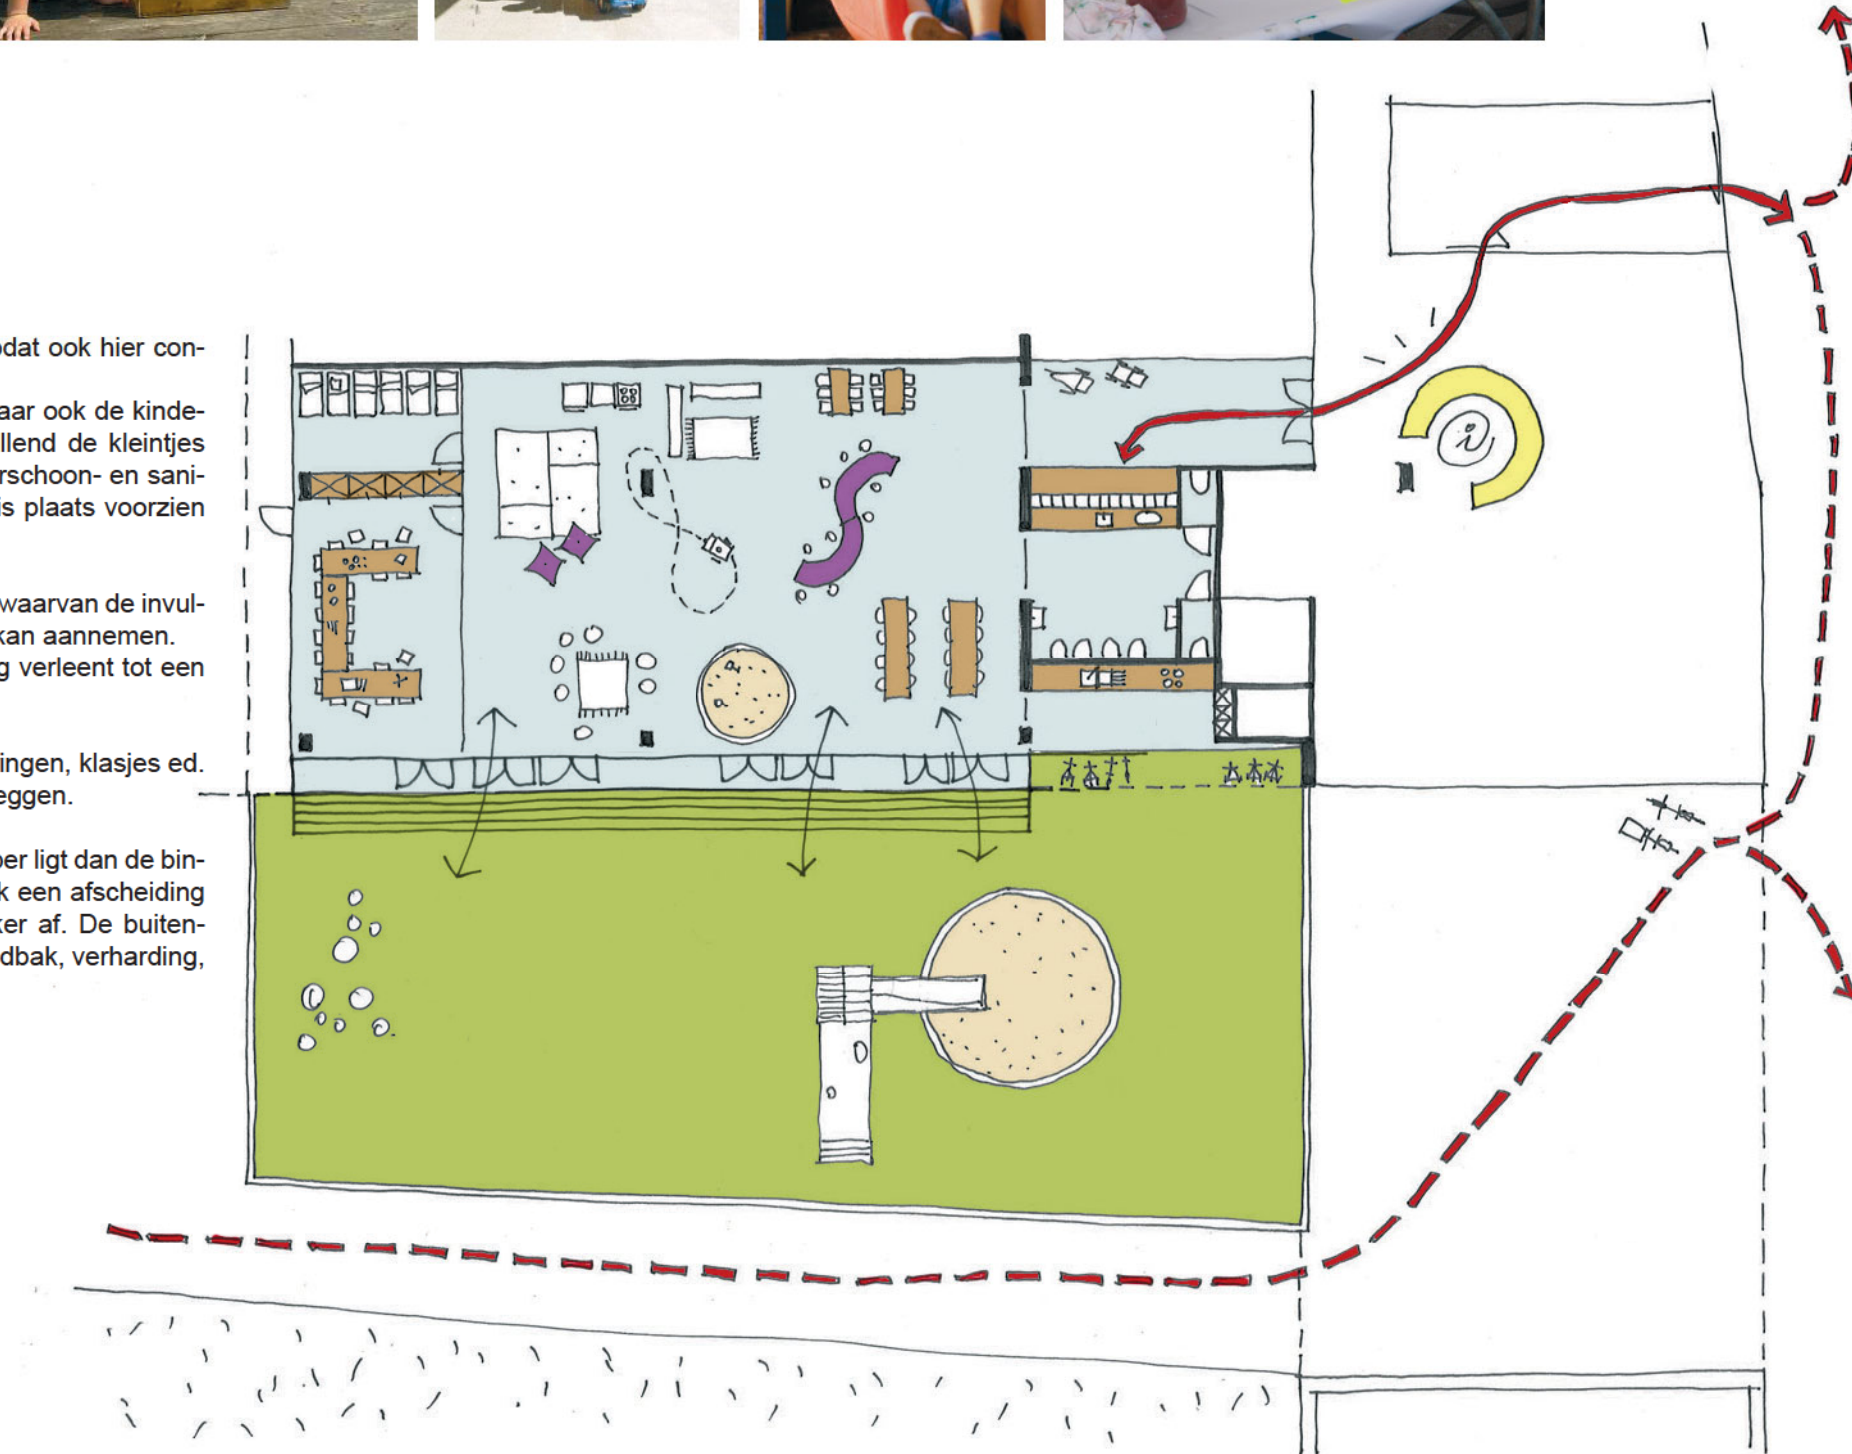 odat ook hier con-
aar ook de kinde-
llend de kleintjes
rschoon- en sani-
is plaats voorzien
waarvan de invul-
kan aannemen.
g verleent tot een
ingen, klasjes ed.
eggen.
per ligt dan de bin-
k een afscheiding
ker af. De buiten-
dbak, verharding,
i